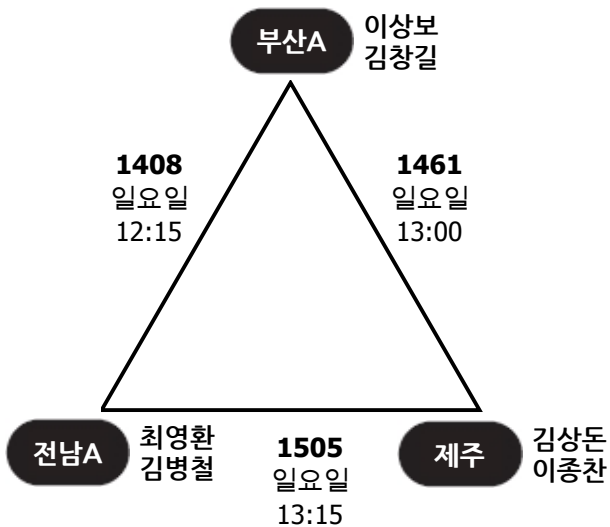 부산A
이상보
김창길
1408
일요일
12:15
1461
일요일
13:00
전남A
최영환
김병철
1505
일요일
13:15
제주
김상돈
이종찬